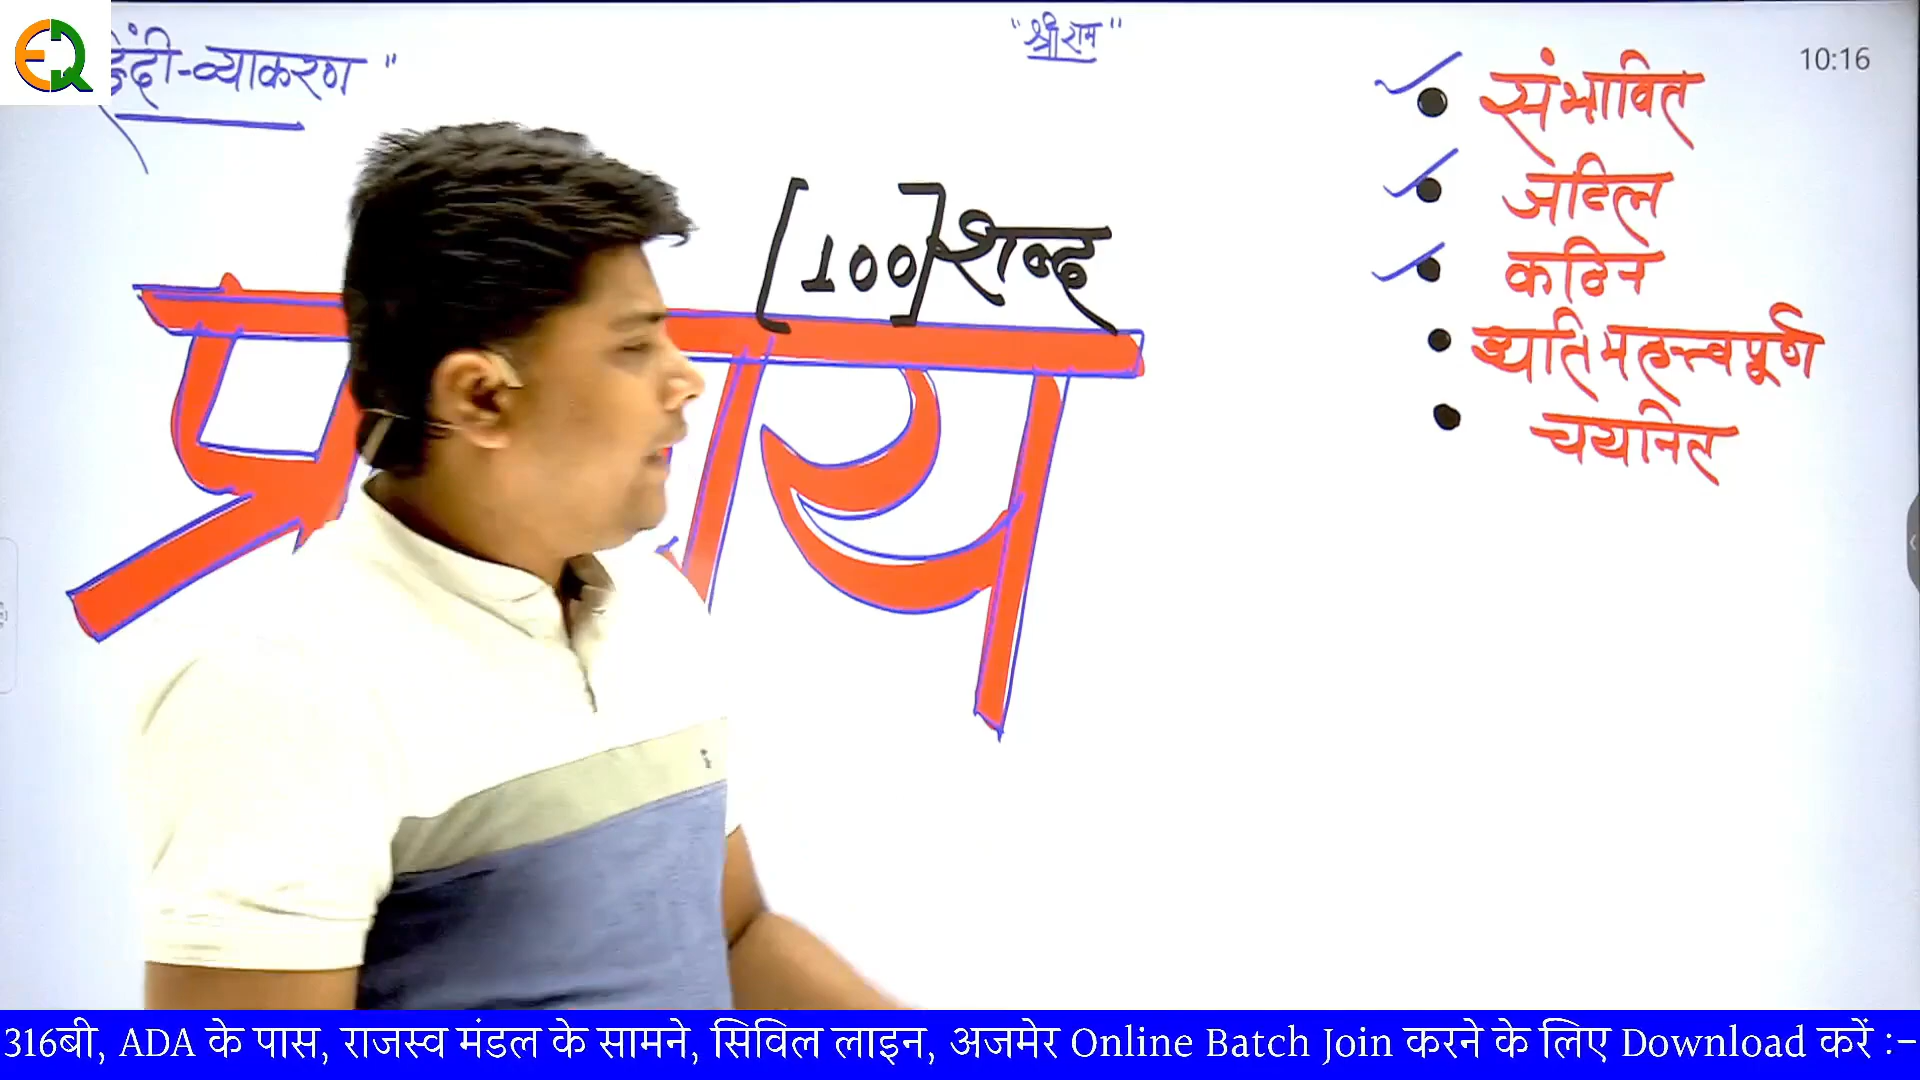 हिंदी-व्याकरण "
"श्री राम"
10:16
[100] शब्द
संभावित
जटिल
कठिन
अतिमहत्त्वपूर्ण
चयनित
316बी, ADA के पास, राजस्व मंडल के सामने, सिविल लाइन, अजमेर Online Batch Join करने के लिए Download करें :-